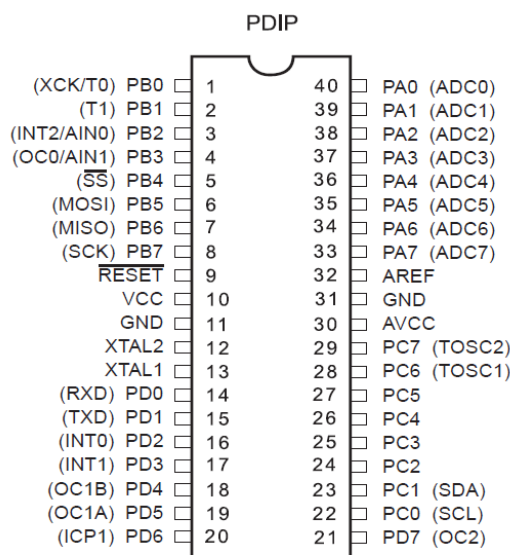 PDIP
(XCK/T0) PB0 1 40 PA0 (ADC0)
(T1) PB1 2 39 PA1 (ADC1)
(INT2/AIN0) PB2 3 38 PA2 (ADC2)
(OC0/AIN1) PB3 4 37 PA3 (ADC3)
(SS) PB4 5 36 PA4 (ADC4)
(MOSI) PB5 6 35 PA5 (ADC5)
(MISO) PB6 7 34 PA6 (ADC6)
(SCK) PB7 8 33 PA7 (ADC7)
RESET 9 32 AREF
VCC 10 31 GND
GND 11 30 AVCC
XTAL2 12 29 PC7 (TOSC2)
XTAL1 13 28 PC6 (TOSC1)
(RXD) PD0 14 27 PC5
(TXD) PD1 15 26 PC4
(INT0) PD2 16 25 PC3
(INT1) PD3 17 24 PC2
(OC1B) PD4 18 23 PC1 (SDA)
(OC1A) PD5 19 22 PC0 (SCL)
(ICP1) PD6 20 21 PD7 (OC2)